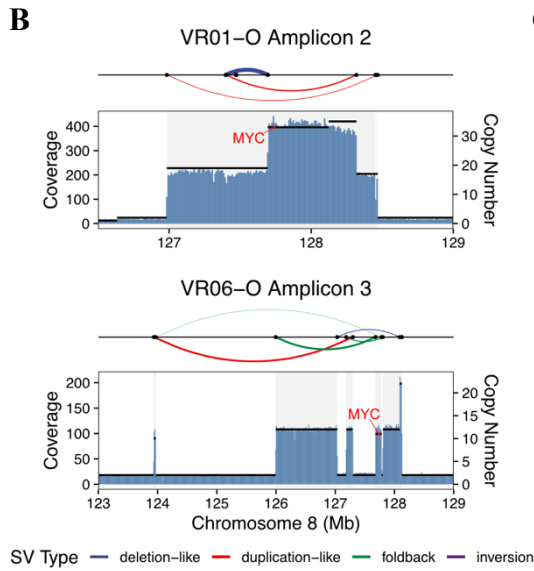 B
VR01-O Amplicon 2
400
300
200
100
0
Coverage
MYC
30
20
10
0
Copy Number
127 128 129
VR06-O Amplicon 3
200
150
100
50
0
Coverage
MYC
20
15
10
5
0
Copy Number
123 124 125 126 127 128 129
Chromosome 8 (Mb)
SV Type deletion-like duplication-like foldback inversion